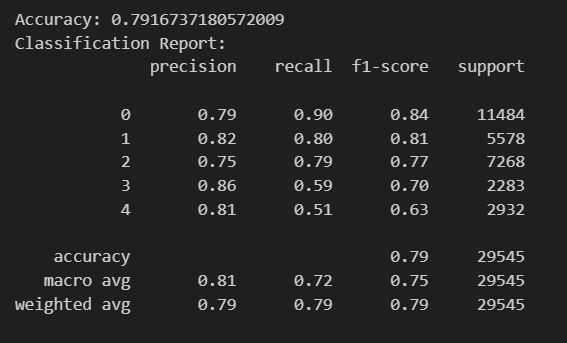 Accuracy: 0.7916737180572009
Classification Report:
precision recall f1-score support
0 0.79 0.90 0.84 11484
1 0.82 0.80 0.81 5578
2 0.75 0.79 0.77 7268
3 0.86 0.59 0.70 2283
4 0.81 0.51 0.63 2932
accuracy 0.79 29545
macro avg 0.81 0.72 0.75 29545
weighted avg 0.79 0.79 0.79 29545